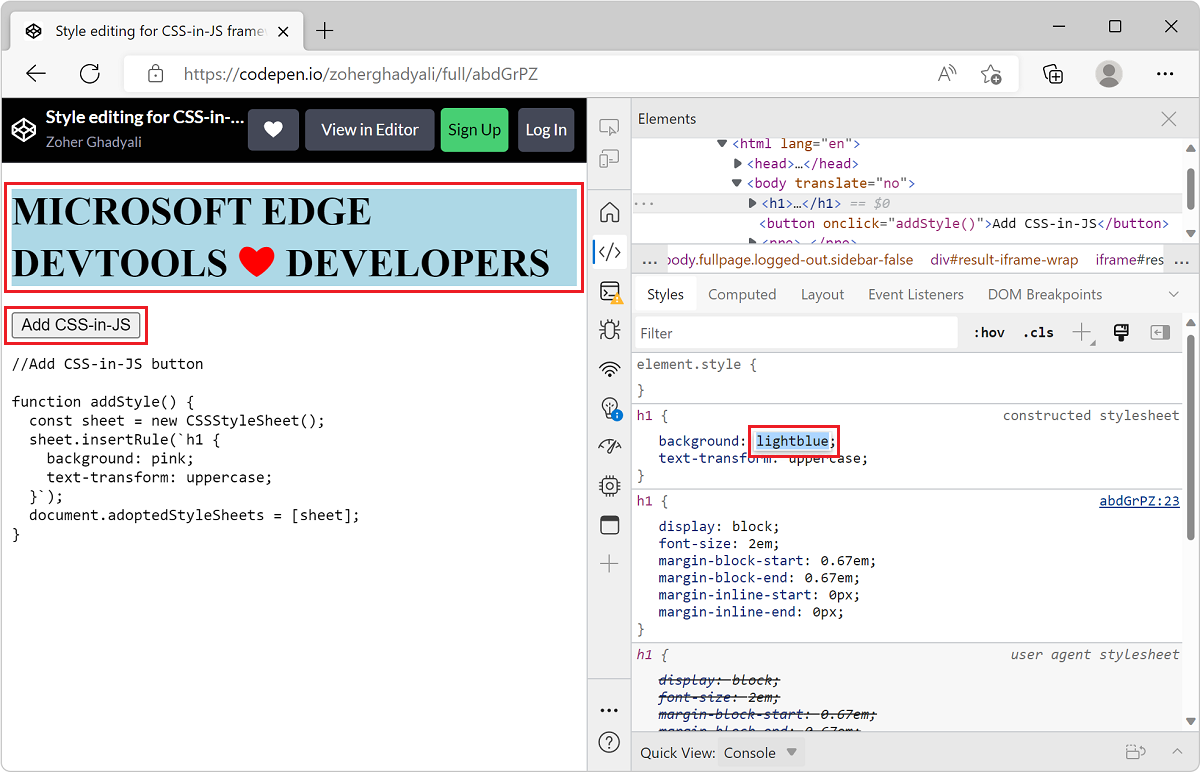 Style editing for CSS-in-JS frame
https://codepen.io/zoherghadyali/full/abdGrPZ
Style editing for CSS-in-...
Zoher Ghadyali
View in Editor
Sign Up
Log In
MICROSOFT EDGE
DEVTOOLS ❤ DEVELOPERS
Add CSS-in-JS
//Add CSS-in-JS button
function addStyle() {
const sheet = new CSSStyleSheet();
sheet.insertRule(`h1 {
background: pink;
text-transform: uppercase;
}`);
document.adoptedStyleSheets = [sheet];
}
Elements
<html lang="en">
<head>…</head>
<body translate="no">
··· <h1>…</h1> == $0
<button onclick="addStyle()">Add CSS-in-JS</button>
<pre>…</pre>
... body.fullpage.logged-out.sidebar-false div#result-iframe-wrap iframe#res ...
Styles Computed Layout Event Listeners DOM Breakpoints
Filter :hov .cls
element.style {
}
h1 { constructed stylesheet
background: lightblue;
text-transform: uppercase;
}
h1 { abdGrPZ:23
display: block;
font-size: 2em;
margin-block-start: 0.67em;
margin-block-end: 0.67em;
margin-inline-start: 0px;
margin-inline-end: 0px;
}
h1 { user agent stylesheet
display: block;
font-size: 2em;
margin-block-start: 0.67em;
margin-block-end: 0.67em;
Quick View: Console